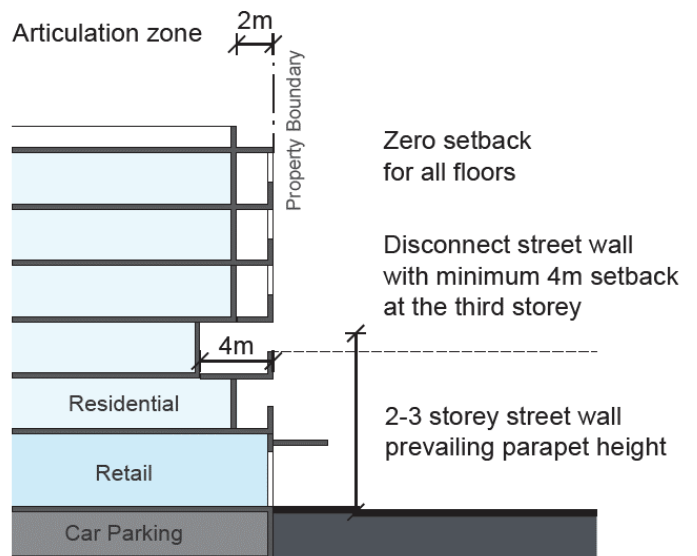 2m
Articulation zone
Property Boundary
Zero setback
for all floors
Disconnect street wall
with minimum 4m setback
at the third storey
4m
Residential
2-3 storey street wall
prevailing parapet height
Retail
Car Parking